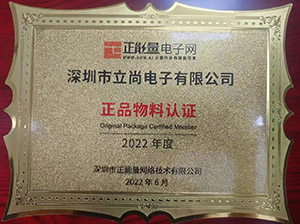 正能量电子网
深圳市立尚电子有限公司
正品物料认证
Original Package Certified Member
2022 年度
深圳市正能量网络技术有限公司
2022 年 6 月